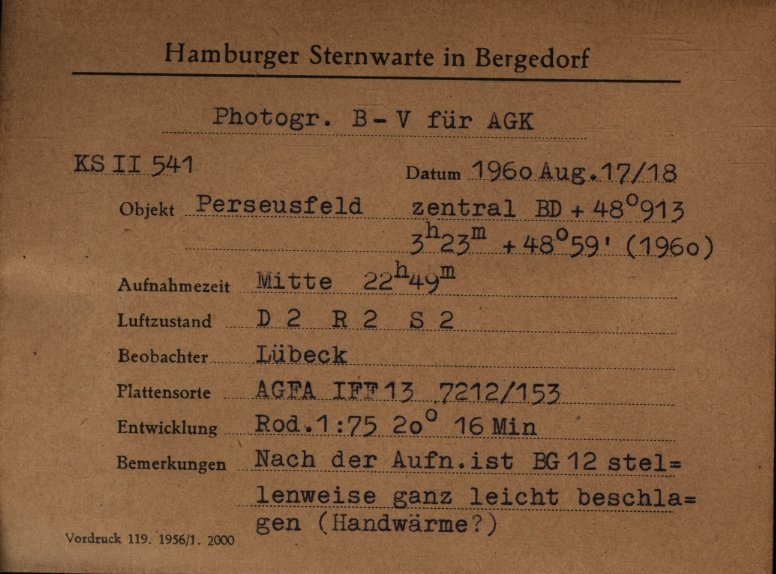 Hamburger Sternwarte in Bergedorf
Photogr. B-V für AGK
KS II 541 Datum 1960 Aug. 17/18
Objekt Perseusfeld zentral BD + 48°913
3ʰ23ᵐ + 48°59' (1960)
Aufnahmezeit Mitte 22ʰ49ᵐ
Luftzustand D 2 R 2 S 2
Beobachter Lübeck
Plattensorte AGFA IFF13 7212/153
Entwicklung Rod.1:75 20° 16 Min
Bemerkungen Nach der Aufn.ist BG 12 stel=
lenweise ganz leicht beschla=
gen (Handwärme?)
Vordruck 119. 1956/1. 2000